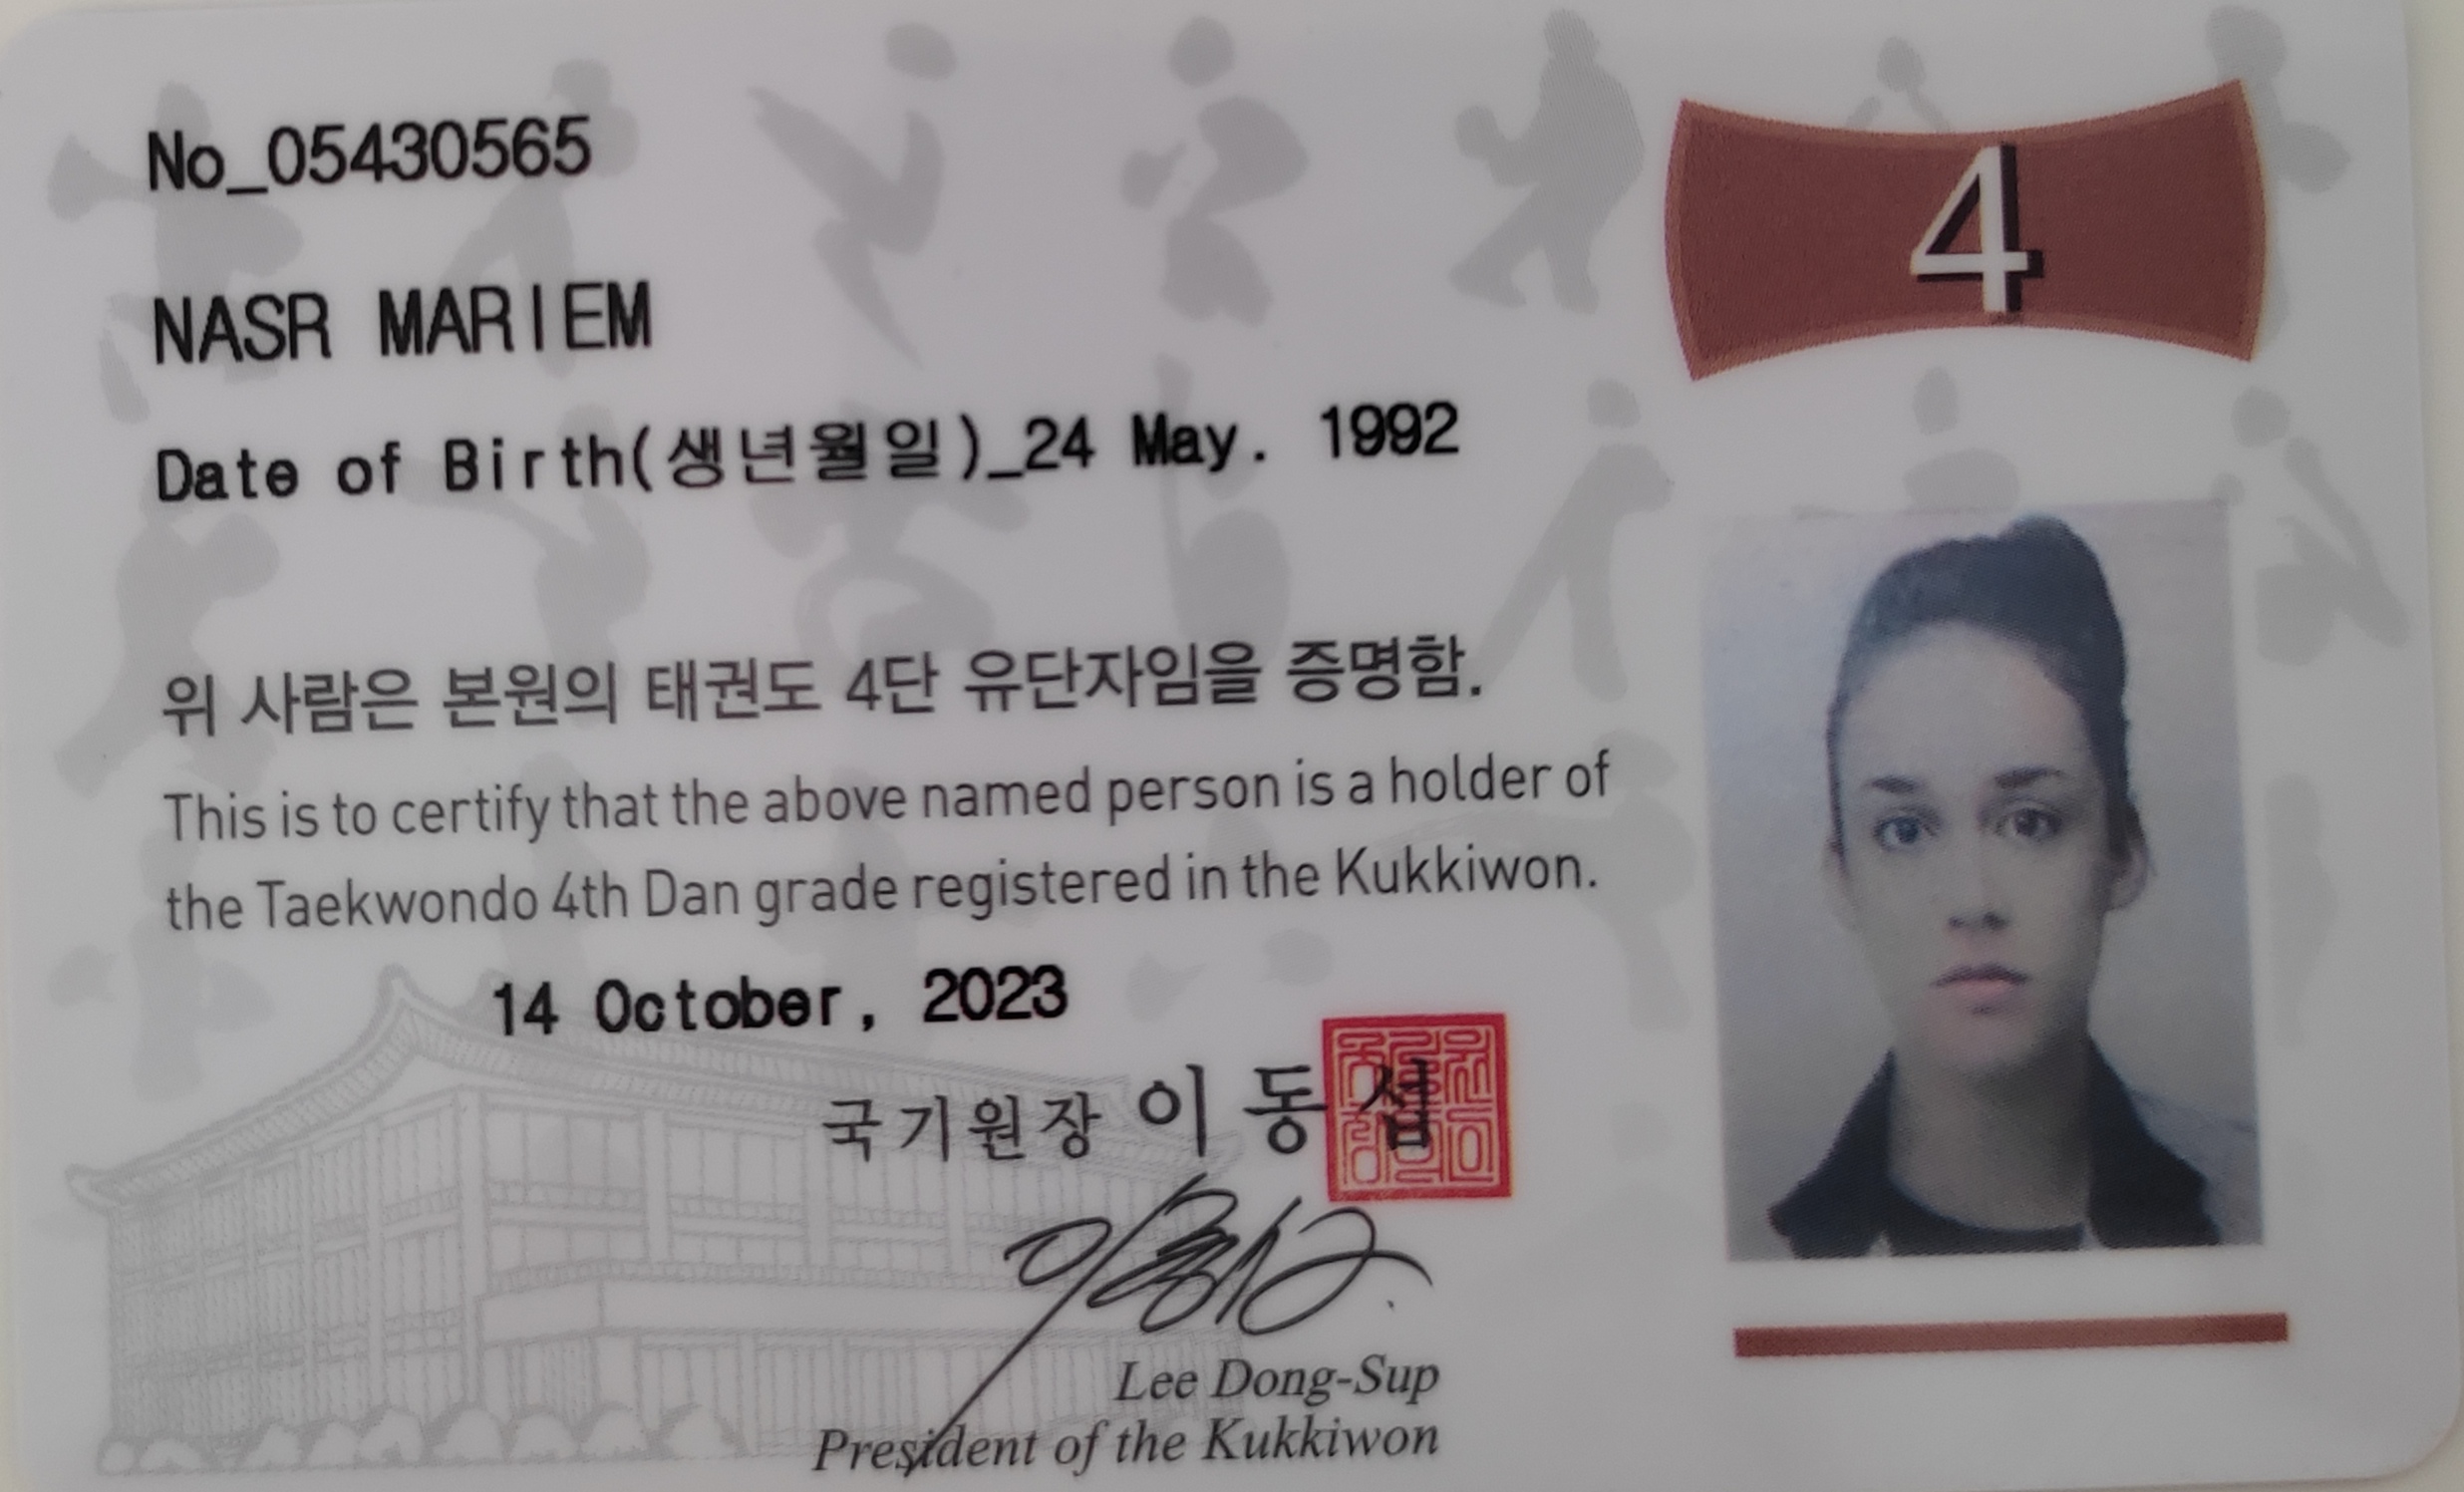 No_05430565
4
NASR MARIEM
Date of Birth(생년월일)_24 May. 1992
위 사람은 본원의 태권도 4단 유단자임을 증명함.
This is to certify that the above named person is a holder of
the Taekwondo 4th Dan grade registered in the Kukkiwon.
14 October, 2023
국기원장 이동섭
Lee Dong-Sup
President of the Kukkiwon